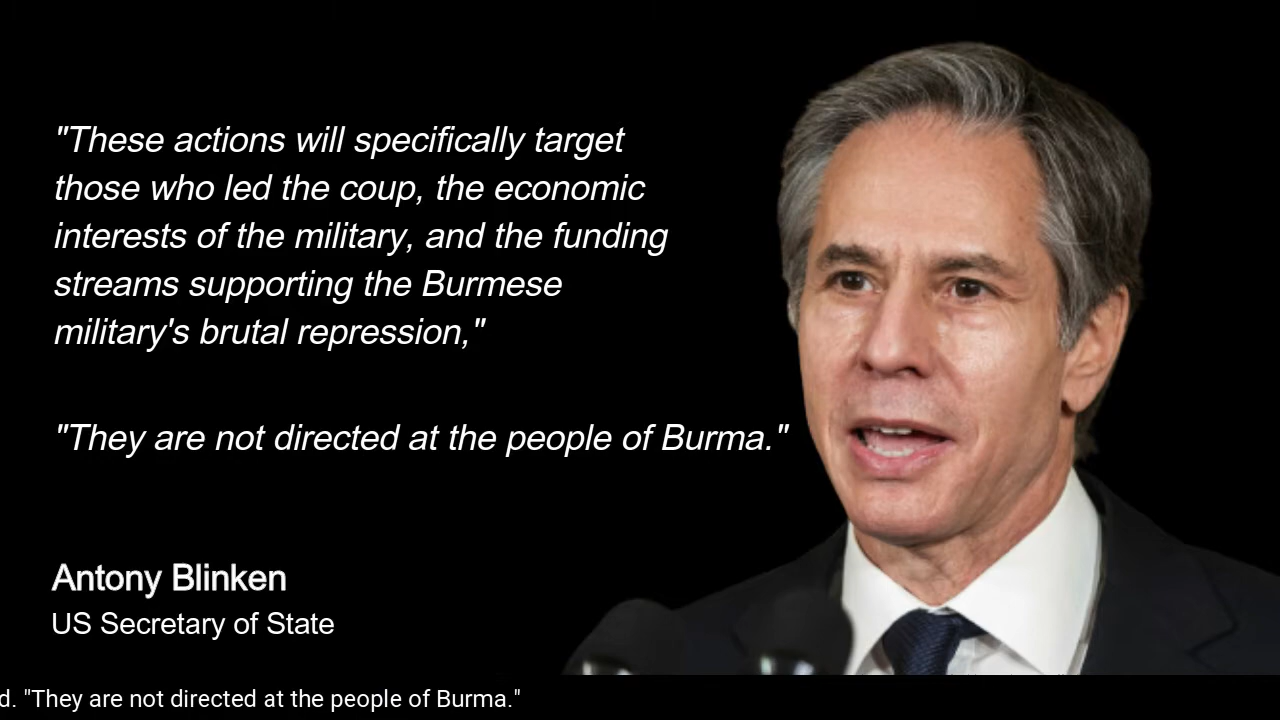 "These actions will specifically target
those who led the coup, the economic
interests of the military, and the funding
streams supporting the Burmese
military's brutal repression,"
"They are not directed at the people of Burma."
Antony Blinken
US Secretary of State
d. "They are not directed at the people of Burma."